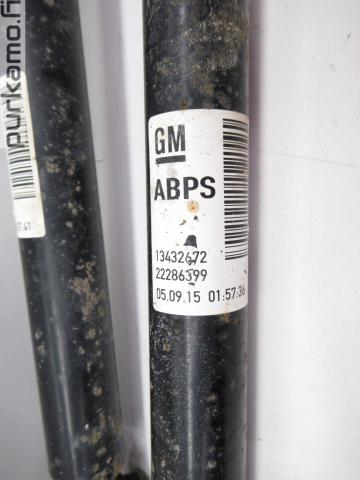 purkamo.fi
GM
ABPS
13432672
22286399
05.09.15 01:57:36